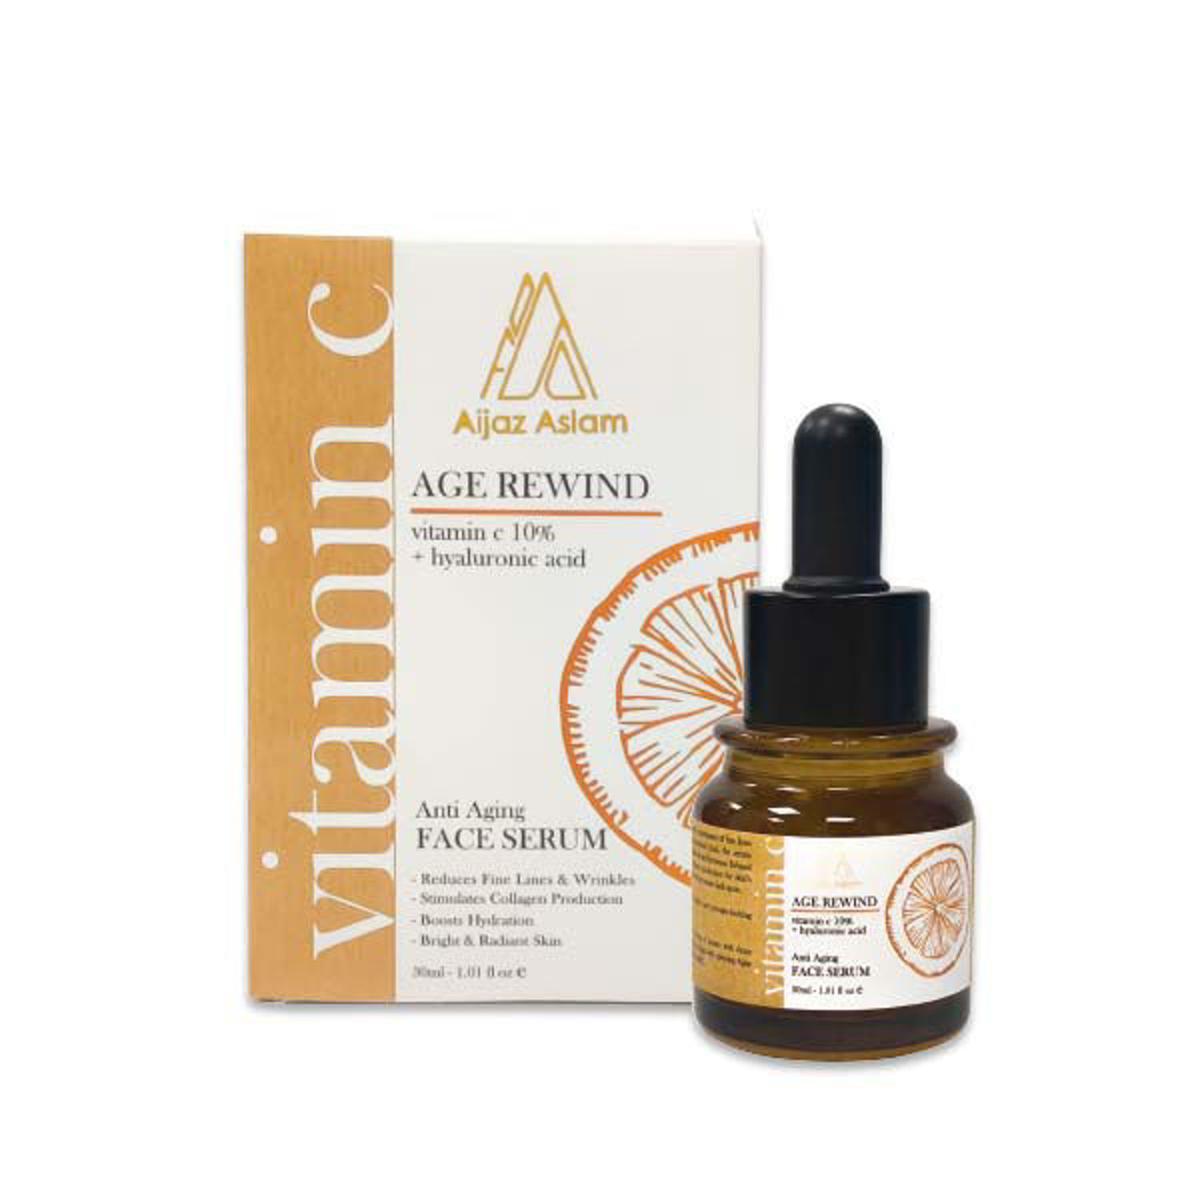 vitamin c
Aijaz Aslam
AGE REWIND
vitamin c 10%
+ hyaluronic acid
Anti Aging
FACE SERUM
- Reduces Fine Lines & Wrinkles
- Stimulates Collagen Production
- Boosts Hydration
- Bright & Radiant Skin
30ml - 1.01 fl oz ℮
vitamin c
AGE REWIND
vitamin c 10%
+ hyaluronic acid
Anti Aging
FACE SERUM
30ml - 1.01 fl oz ℮